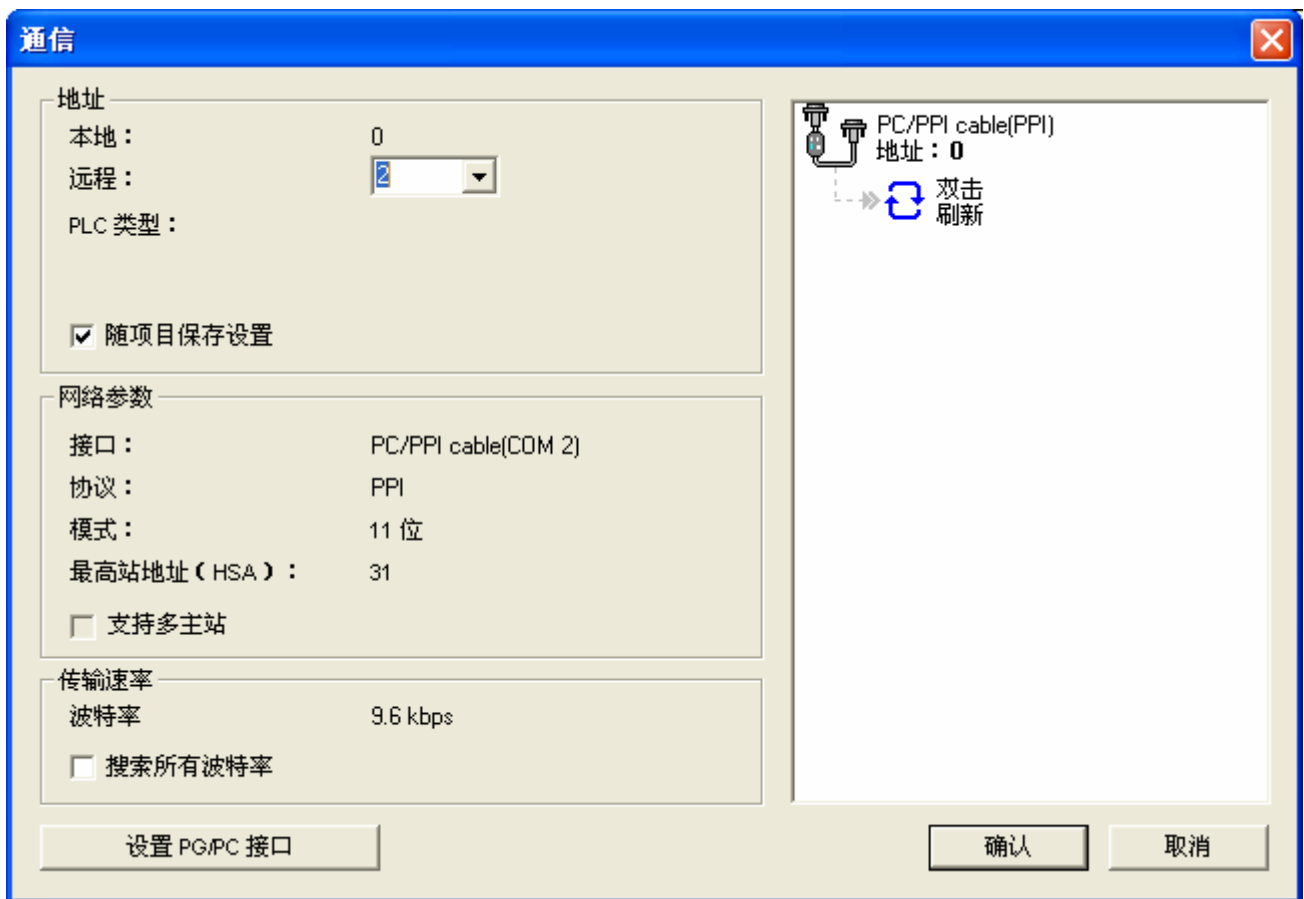 通信
地址
本地： 0
远程： 2
PLC 类型：
随项目保存设置
网络参数
接口： PC/PPI cable(COM 2)
协议： PPI
模式： 11 位
最高站地址（HSA）： 31
支持多主站
传输速率
波特率 9.6 kbps
搜索所有波特率
设置 PG/PC 接口
PC/PPI cable(PPI)
地址：0
双击
刷新
确认 取消